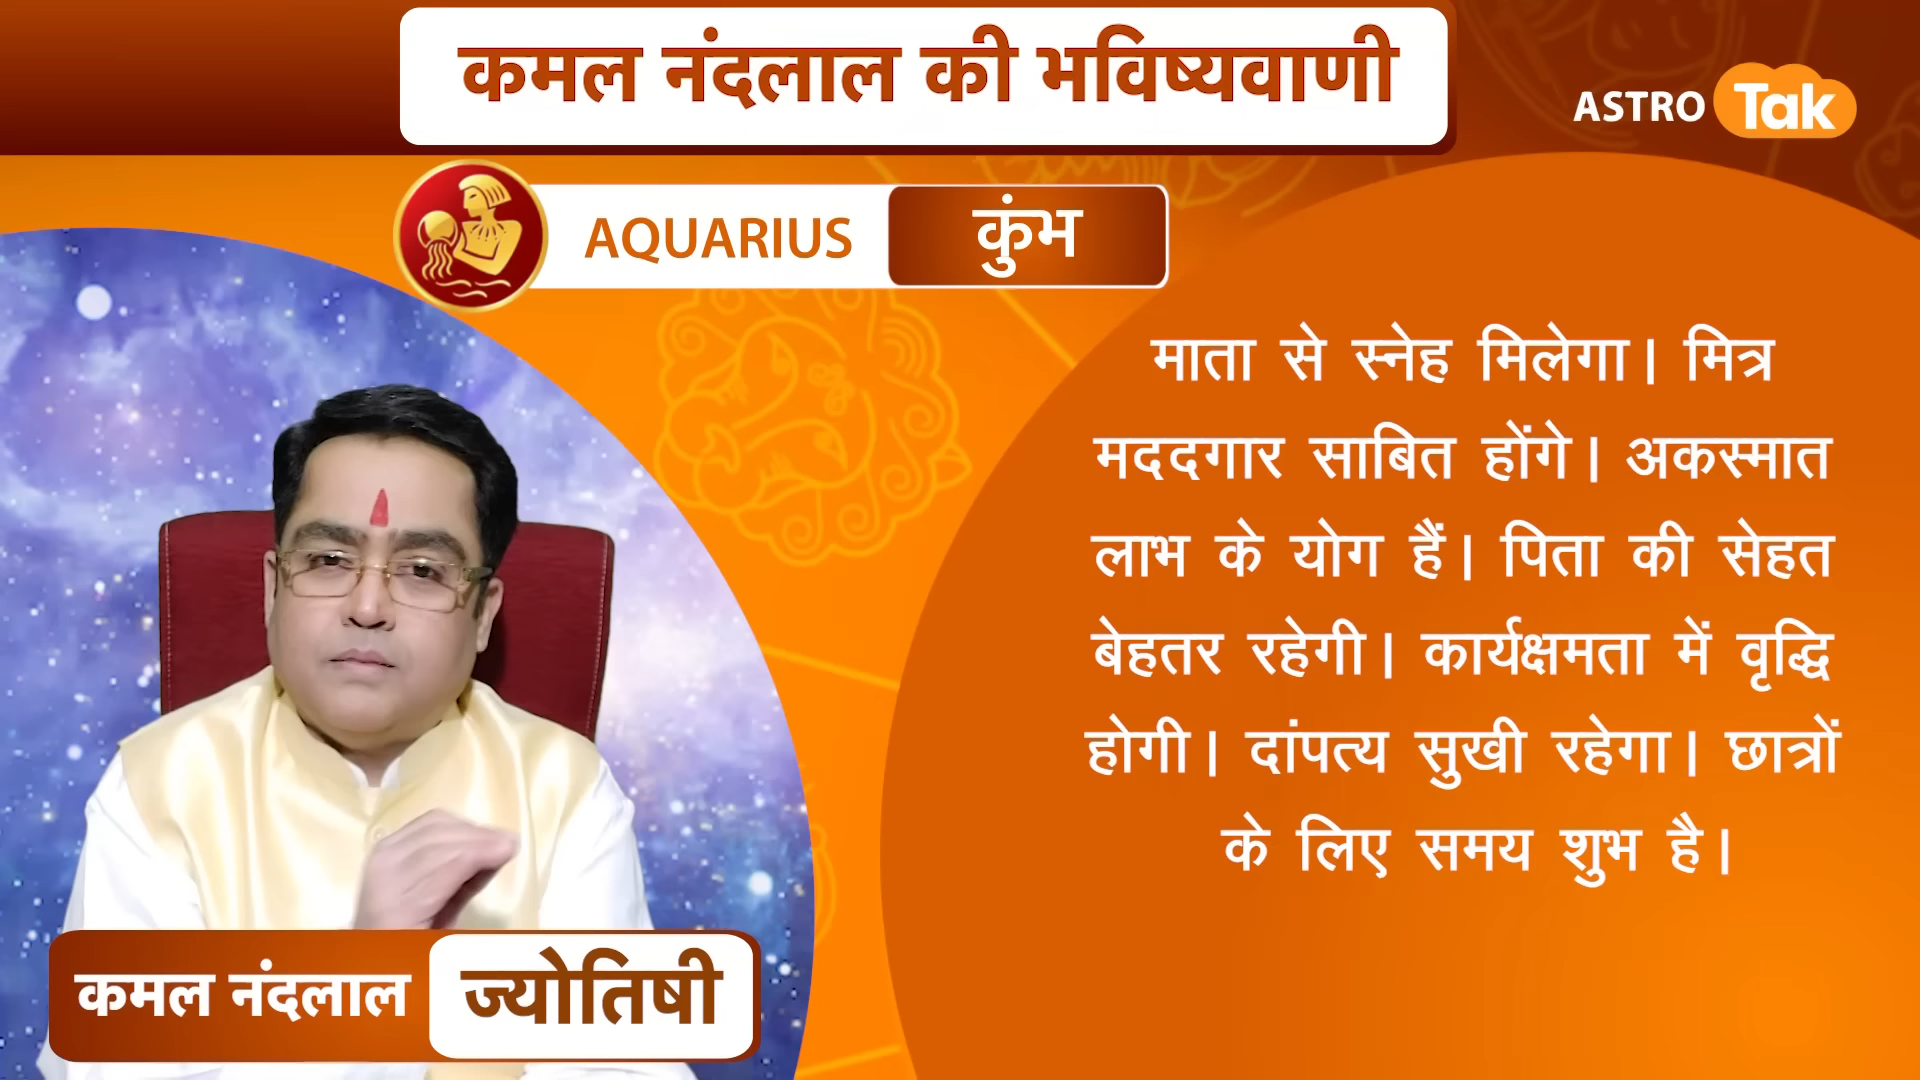 कमल नंदलाल की भविष्यवाणी
ASTRO Tak
AQUARIUS कुंभ
माता से स्नेह मिलेगा। मित्र
मददगार साबित होंगे। अकस्मात
लाभ के योग हैं। पिता की सेहत
बेहतर रहेगी। कार्यक्षमता में वृद्धि
होगी। दांपत्य सुखी रहेगा। छात्रों
के लिए समय शुभ है।
कमल नंदलाल ज्योतिषी